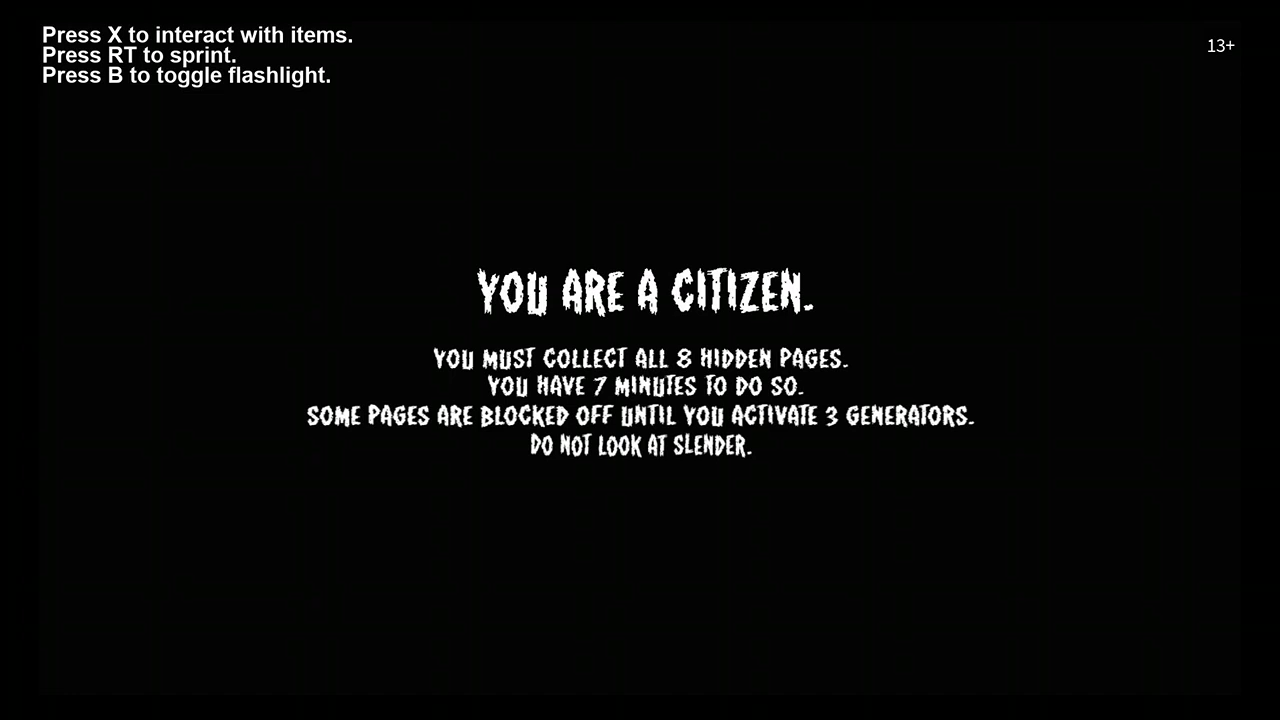 Press X to interact with items.
Press RT to sprint.
Press B to toggle flashlight.
13+
YOU ARE A CITIZEN.
YOU MUST COLLECT ALL 8 HIDDEN PAGES.
YOU HAVE 7 MINUTES TO DO SO.
SOME PAGES ARE BLOCKED OFF UNTIL YOU ACTIVATE 3 GENERATORS.
DO NOT LOOK AT SLENDER.